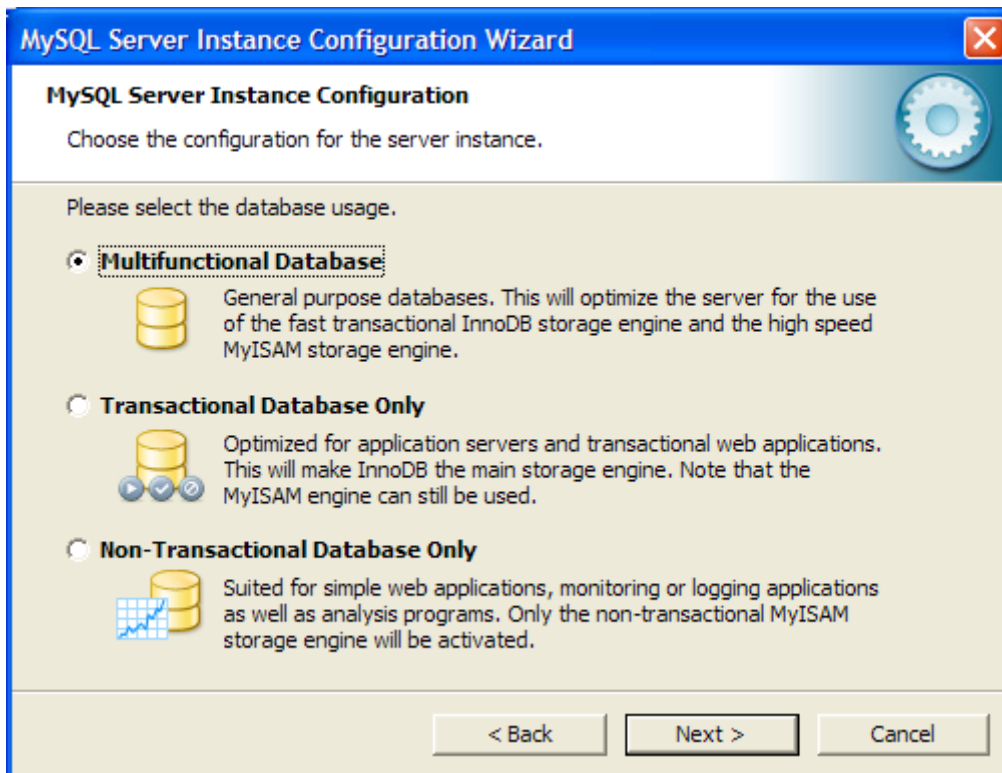 MySQL Server Instance Configuration Wizard
MySQL Server Instance Configuration
Choose the configuration for the server instance.
Please select the database usage.
Multifunctional Database
General purpose databases. This will optimize the server for the use
of the fast transactional InnoDB storage engine and the high speed
MyISAM storage engine.
Transactional Database Only
Optimized for application servers and transactional web applications.
This will make InnoDB the main storage engine. Note that the
MyISAM engine can still be used.
Non-Transactional Database Only
Suited for simple web applications, monitoring or logging applications
as well as analysis programs. Only the non-transactional MyISAM
storage engine will be activated.
< Back
Next >
Cancel